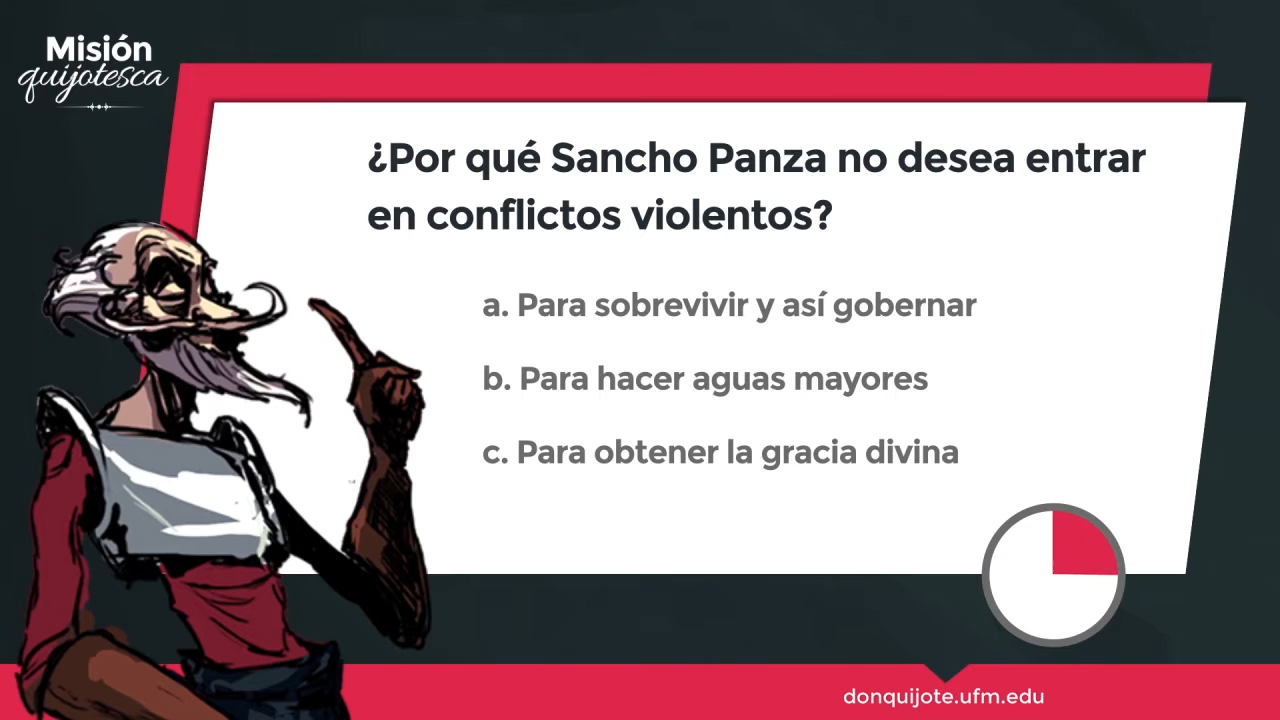 Misión
quijotesca
¿Por qué Sancho Panza no desea entrar
en conflictos violentos?
a. Para sobrevivir y así gobernar
b. Para hacer aguas mayores
c. Para obtener la gracia divina
donquijote.ufm.edu